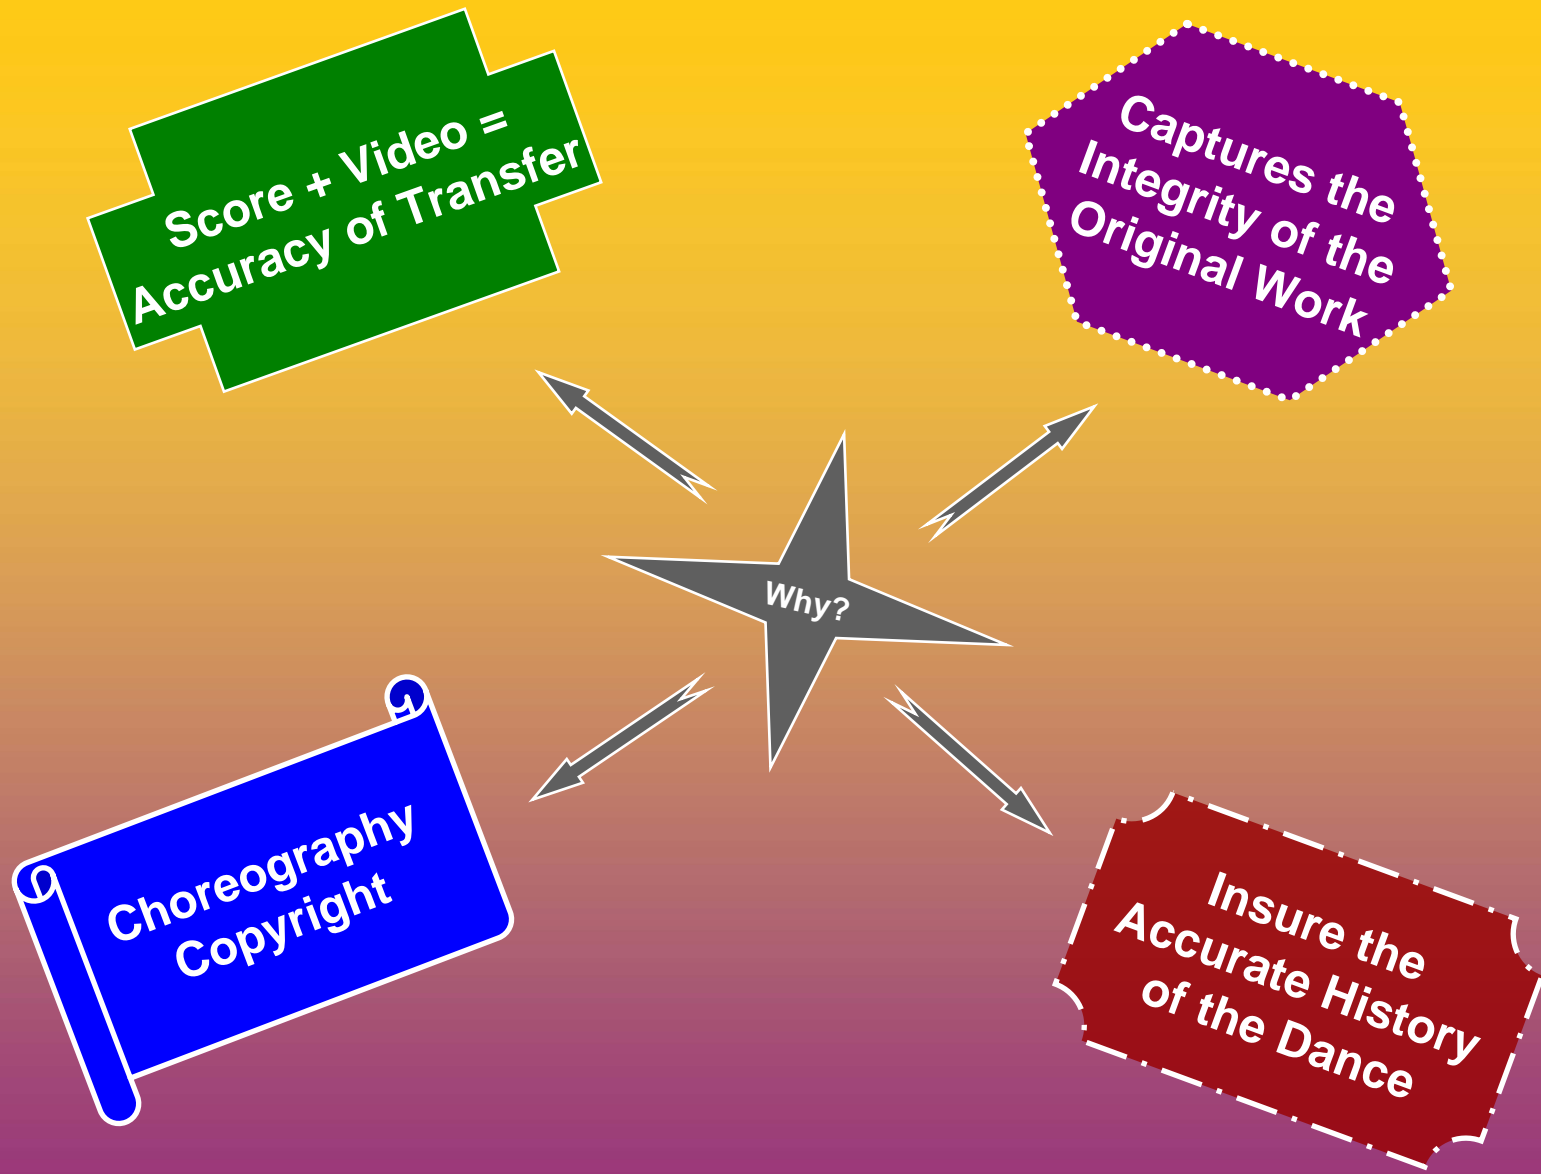 Score + Video =
Accuracy of Transfer
Captures the
Integrity of the
Original Work
Why?
Choreography
Copyright
Insure the
Accurate History
of the Dance